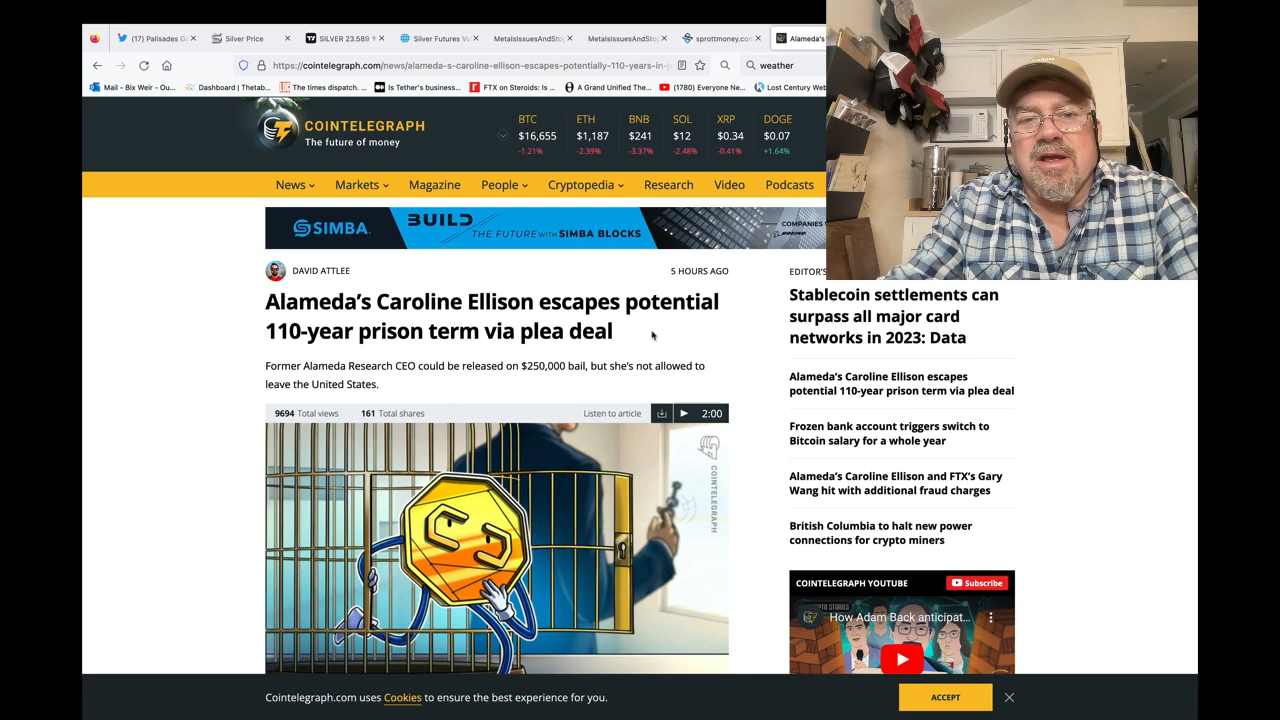 (17) Palisades G
Silver Price
SILVER 23.589
Silver Futures Vo
MetalsIssuesAndSto
MetalsIssuesAndSto
sprottmoney.com
Alameda's
https://cointelegraph.com/news/alameda-s-caroline-ellison-escapes-potentially-110-years-in-
weather
Mail - Bix Weir - Ou...
Dashboard | Thetab...
The times dispatch. ...
Is Tether's business...
FTX on Steroids: Is ...
A Grand Unified The...
(1780) Everyone Ne...
Lost Century Web
COINTELEGRAPH
The future of money
BTC ETH BNB SOL XRP DOGE
$16,655 $1,187 $241 $12 $0.34 $0.07
-1.21% -2.39% -3.37% -2.48% -0.41% +1.64%
News Markets Magazine People Cryptopedia Research Video Podcasts
SIMBA. BUILD
THE FUTURE WITH SIMBA BLOCKS
COMPANIES
BOEING
DAVID ATTLEE
5 HOURS AGO
Alameda's Caroline Ellison escapes potential
110-year prison term via plea deal
Former Alameda Research CEO could be released on $250,000 bail, but she's not allowed to
leave the United States.
9694 Total views 161 Total shares Listen to article 2:00
COINTELEGRAPH
EDITOR'S
Stablecoin settlements can
surpass all major card
networks in 2023: Data
Alameda's Caroline Ellison escapes
potential 110-year prison term via plea deal
Frozen bank account triggers switch to
Bitcoin salary for a whole year
Alameda's Caroline Ellison and FTX's Gary
Wang hit with additional fraud charges
British Columbia to halt new power
connections for crypto miners
COINTELEGRAPH YOUTUBE
Subscribe
STORIES
How Adam Back anticipat...
Cointelegraph.com uses Cookies to ensure the best experience for you.
ACCEPT